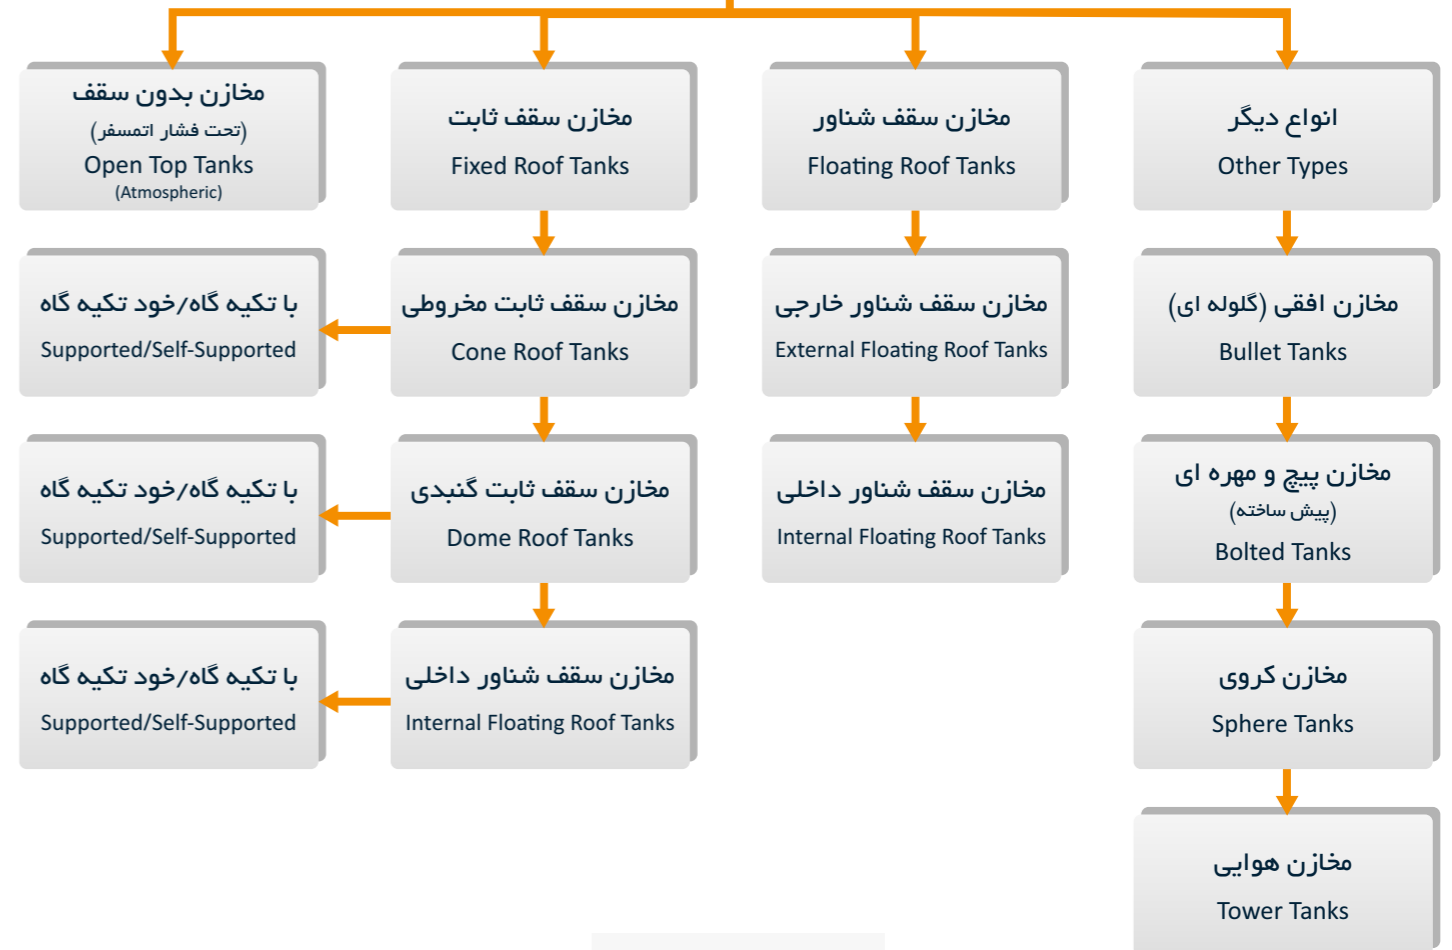 مخازن بدون سقف
(تحت فشار اتمسفر)
Open Top Tanks
(Atmospheric)
مخازن سقف ثابت
Fixed Roof Tanks
مخازن سقف شناور
Floating Roof Tanks
انواع دیگر
Other Types
با تکیه گاه/خود تکیه گاه
Supported/Self-Supported
مخازن سقف ثابت مخروطی
Cone Roof Tanks
مخازن سقف شناور خارجی
External Floating Roof Tanks
مخازن افقی (گلوله ای)
Bullet Tanks
با تکیه گاه/خود تکیه گاه
Supported/Self-Supported
مخازن سقف ثابت گنبدی
Dome Roof Tanks
مخازن سقف شناور داخلی
Internal Floating Roof Tanks
مخازن پیچ و مهره ای
(پیش ساخته)
Bolted Tanks
با تکیه گاه/خود تکیه گاه
Supported/Self-Supported
مخازن سقف شناور داخلی
Internal Floating Roof Tanks
مخازن کروی
Sphere Tanks
مخازن هوایی
Tower Tanks